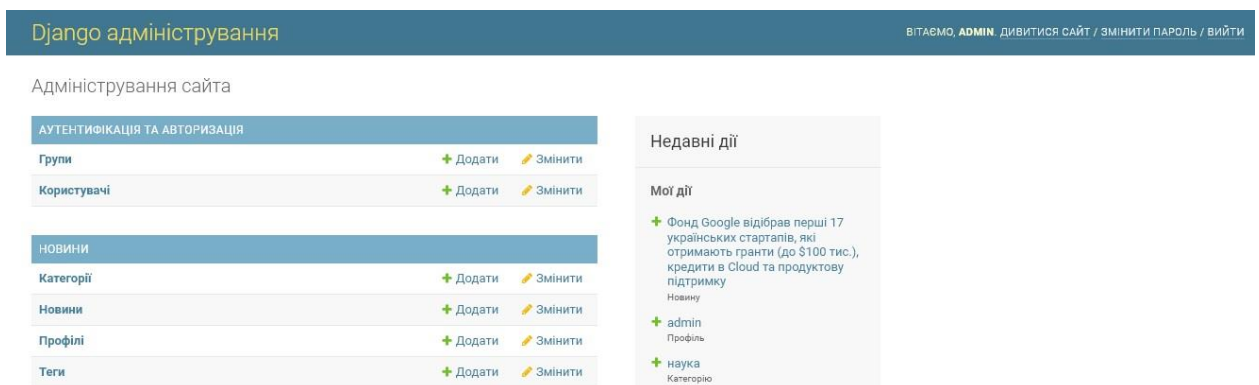 Django адміністрування
ВІТАЄМО, ADMIN. ДИВИТИСЯ САЙТ / ЗМІНИТИ ПАРОЛЬ / ВИЙТИ
Адміністрування сайта
АУТЕНТИФІКАЦІЯ ТА АВТОРИЗАЦІЯ
Групи Додати Змінити
Користувачі Додати Змінити
НОВИНИ
Категорії Додати Змінити
Новини Додати Змінити
Профілі Додати Змінити
Теги Додати Змінити
Недавні дії
Мої дії
Фонд Google відібрав перші 17
українських стартапів, які
отримають гранти (до $100 тис.),
кредити в Cloud та продуктову
підтримку
Новину
admin
Профіль
наука
Категорію